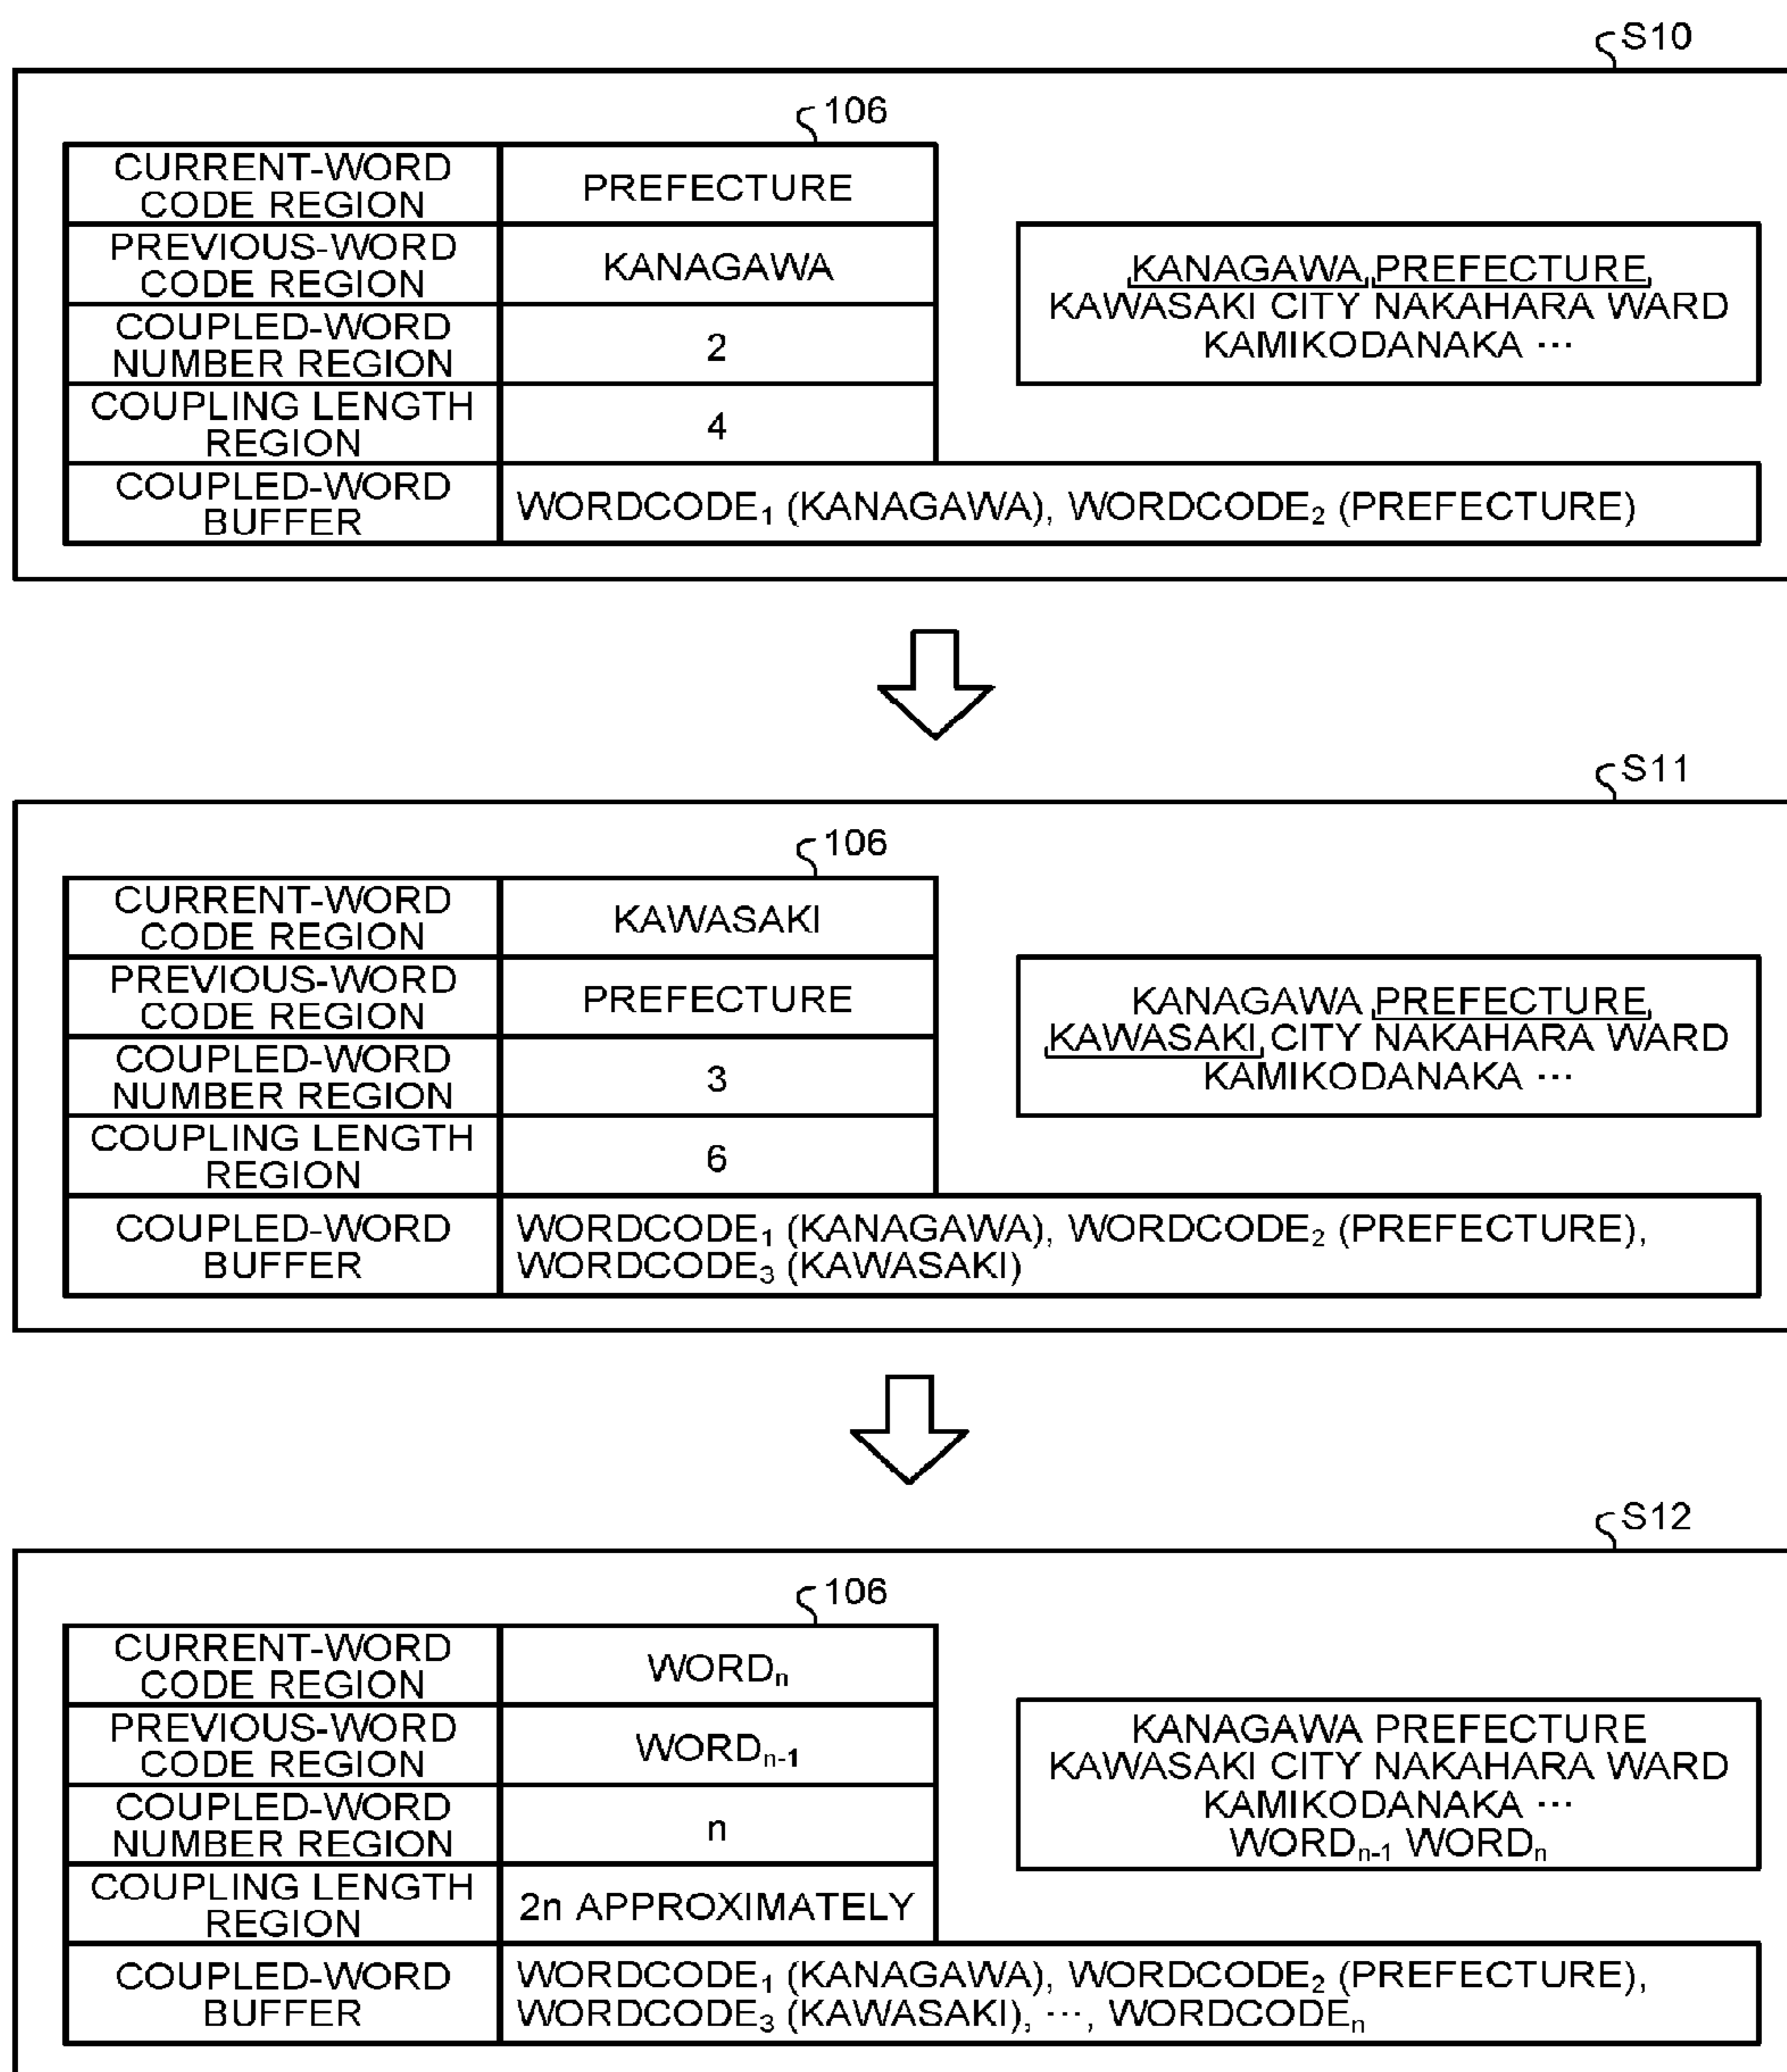 S10
106
CURRENT-WORD
CODE REGION
PREFECTURE
PREVIOUS-WORD
CODE REGION
KANAGAWA
COUPLED-WORD
NUMBER REGION
2
COUPLING LENGTH
REGION
4
COUPLED-WORD
BUFFER
WORDCODE₁ (KANAGAWA), WORDCODE₂ (PREFECTURE)
KANAGAWA PREFECTURE
KAWASAKI CITY NAKAHARA WARD
KAMIKODANAKA ···
S11
106
CURRENT-WORD
CODE REGION
KAWASAKI
PREVIOUS-WORD
CODE REGION
PREFECTURE
COUPLED-WORD
NUMBER REGION
3
COUPLING LENGTH
REGION
6
COUPLED-WORD
BUFFER
WORDCODE₁ (KANAGAWA), WORDCODE₂ (PREFECTURE),
WORDCODE₃ (KAWASAKI)
KANAGAWA PREFECTURE
KAWASAKI CITY NAKAHARA WARD
KAMIKODANAKA ···
S12
106
CURRENT-WORD
CODE REGION
WORDₙ
PREVIOUS-WORD
CODE REGION
WORDₙ₋₁
COUPLED-WORD
NUMBER REGION
n
COUPLING LENGTH
REGION
2n APPROXIMATELY
COUPLED-WORD
BUFFER
WORDCODE₁ (KANAGAWA), WORDCODE₂ (PREFECTURE),
WORDCODE₃ (KAWASAKI), ···, WORDCODEₙ
KANAGAWA PREFECTURE
KAWASAKI CITY NAKAHARA WARD
KAMIKODANAKA ···
WORDₙ₋₁ WORDₙ